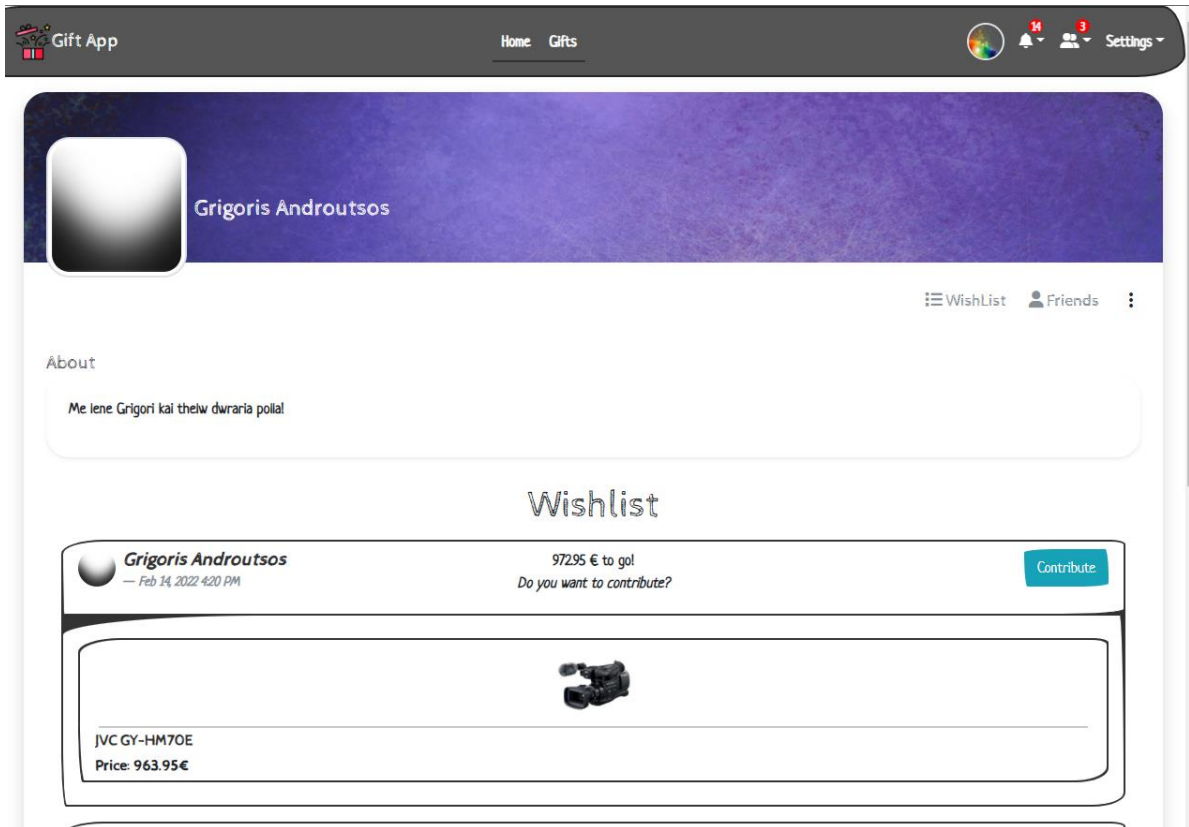 Gift App
Home Gifts
14
3
Settings
Grigoris Androutsos
WishList Friends
About
Me lene Grigori kai thelw dwraria polla!
Wishlist
Grigoris Androutsos
— Feb 14, 2022 4:20 PM
972.95 € to go!
Do you want to contribute?
Contribute
JVC GY-HM70E
Price: 963.95€